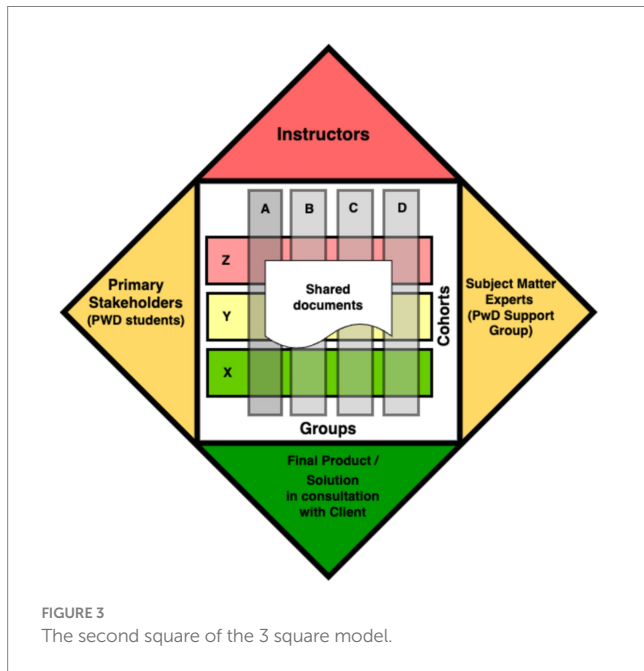 Instructors
A
B
C
D
Z
Y
X
Shared
documents
Cohorts
Groups
Primary
Stakeholders
(PWD students)
Subject Matter
Experts
(PwD Support
Group)
Final Product /
Solution
in consultation
with Client
FIGURE 3
The second square of the 3 square model.